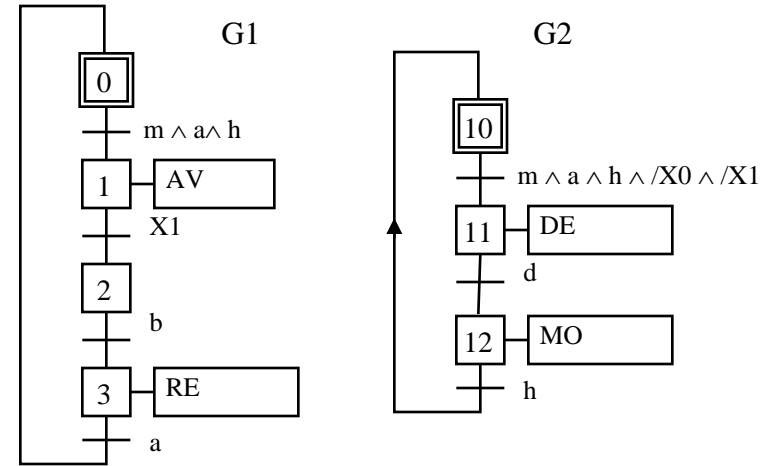 G1
0
m ∧ a∧ h
1
AV
X1
2
b
3
RE
a
G2
10
m ∧ a ∧ h ∧ /X0 ∧ /X1
11
DE
d
12
MO
h